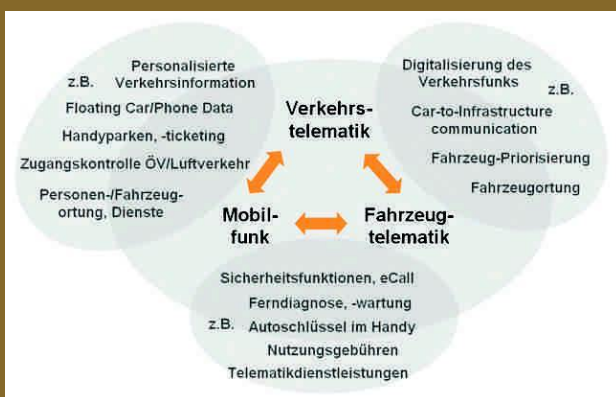 Personalisierte
z.B. Verkehrsinformation
Floating Car/Phone Data
Handyparken, -ticketing
Zugangskontrolle ÖV/Luftverkehr
Personen-/Fahrzeug-
ortung, Dienste
Digitalisierung des
Verkehrsfunks z.B.
Car-to-Infrastructure
communication
Fahrzeug-Priorisierung
Fahrzeugortung
Verkehrs-
telematik
Mobil-
funk
Fahrzeug-
telematik
Sicherheitsfunktionen, eCall
Ferndiagnose, -wartung
z.B. Autoschlüssel im Handy
Nutzungsgebühren
Telematikdienstleistungen